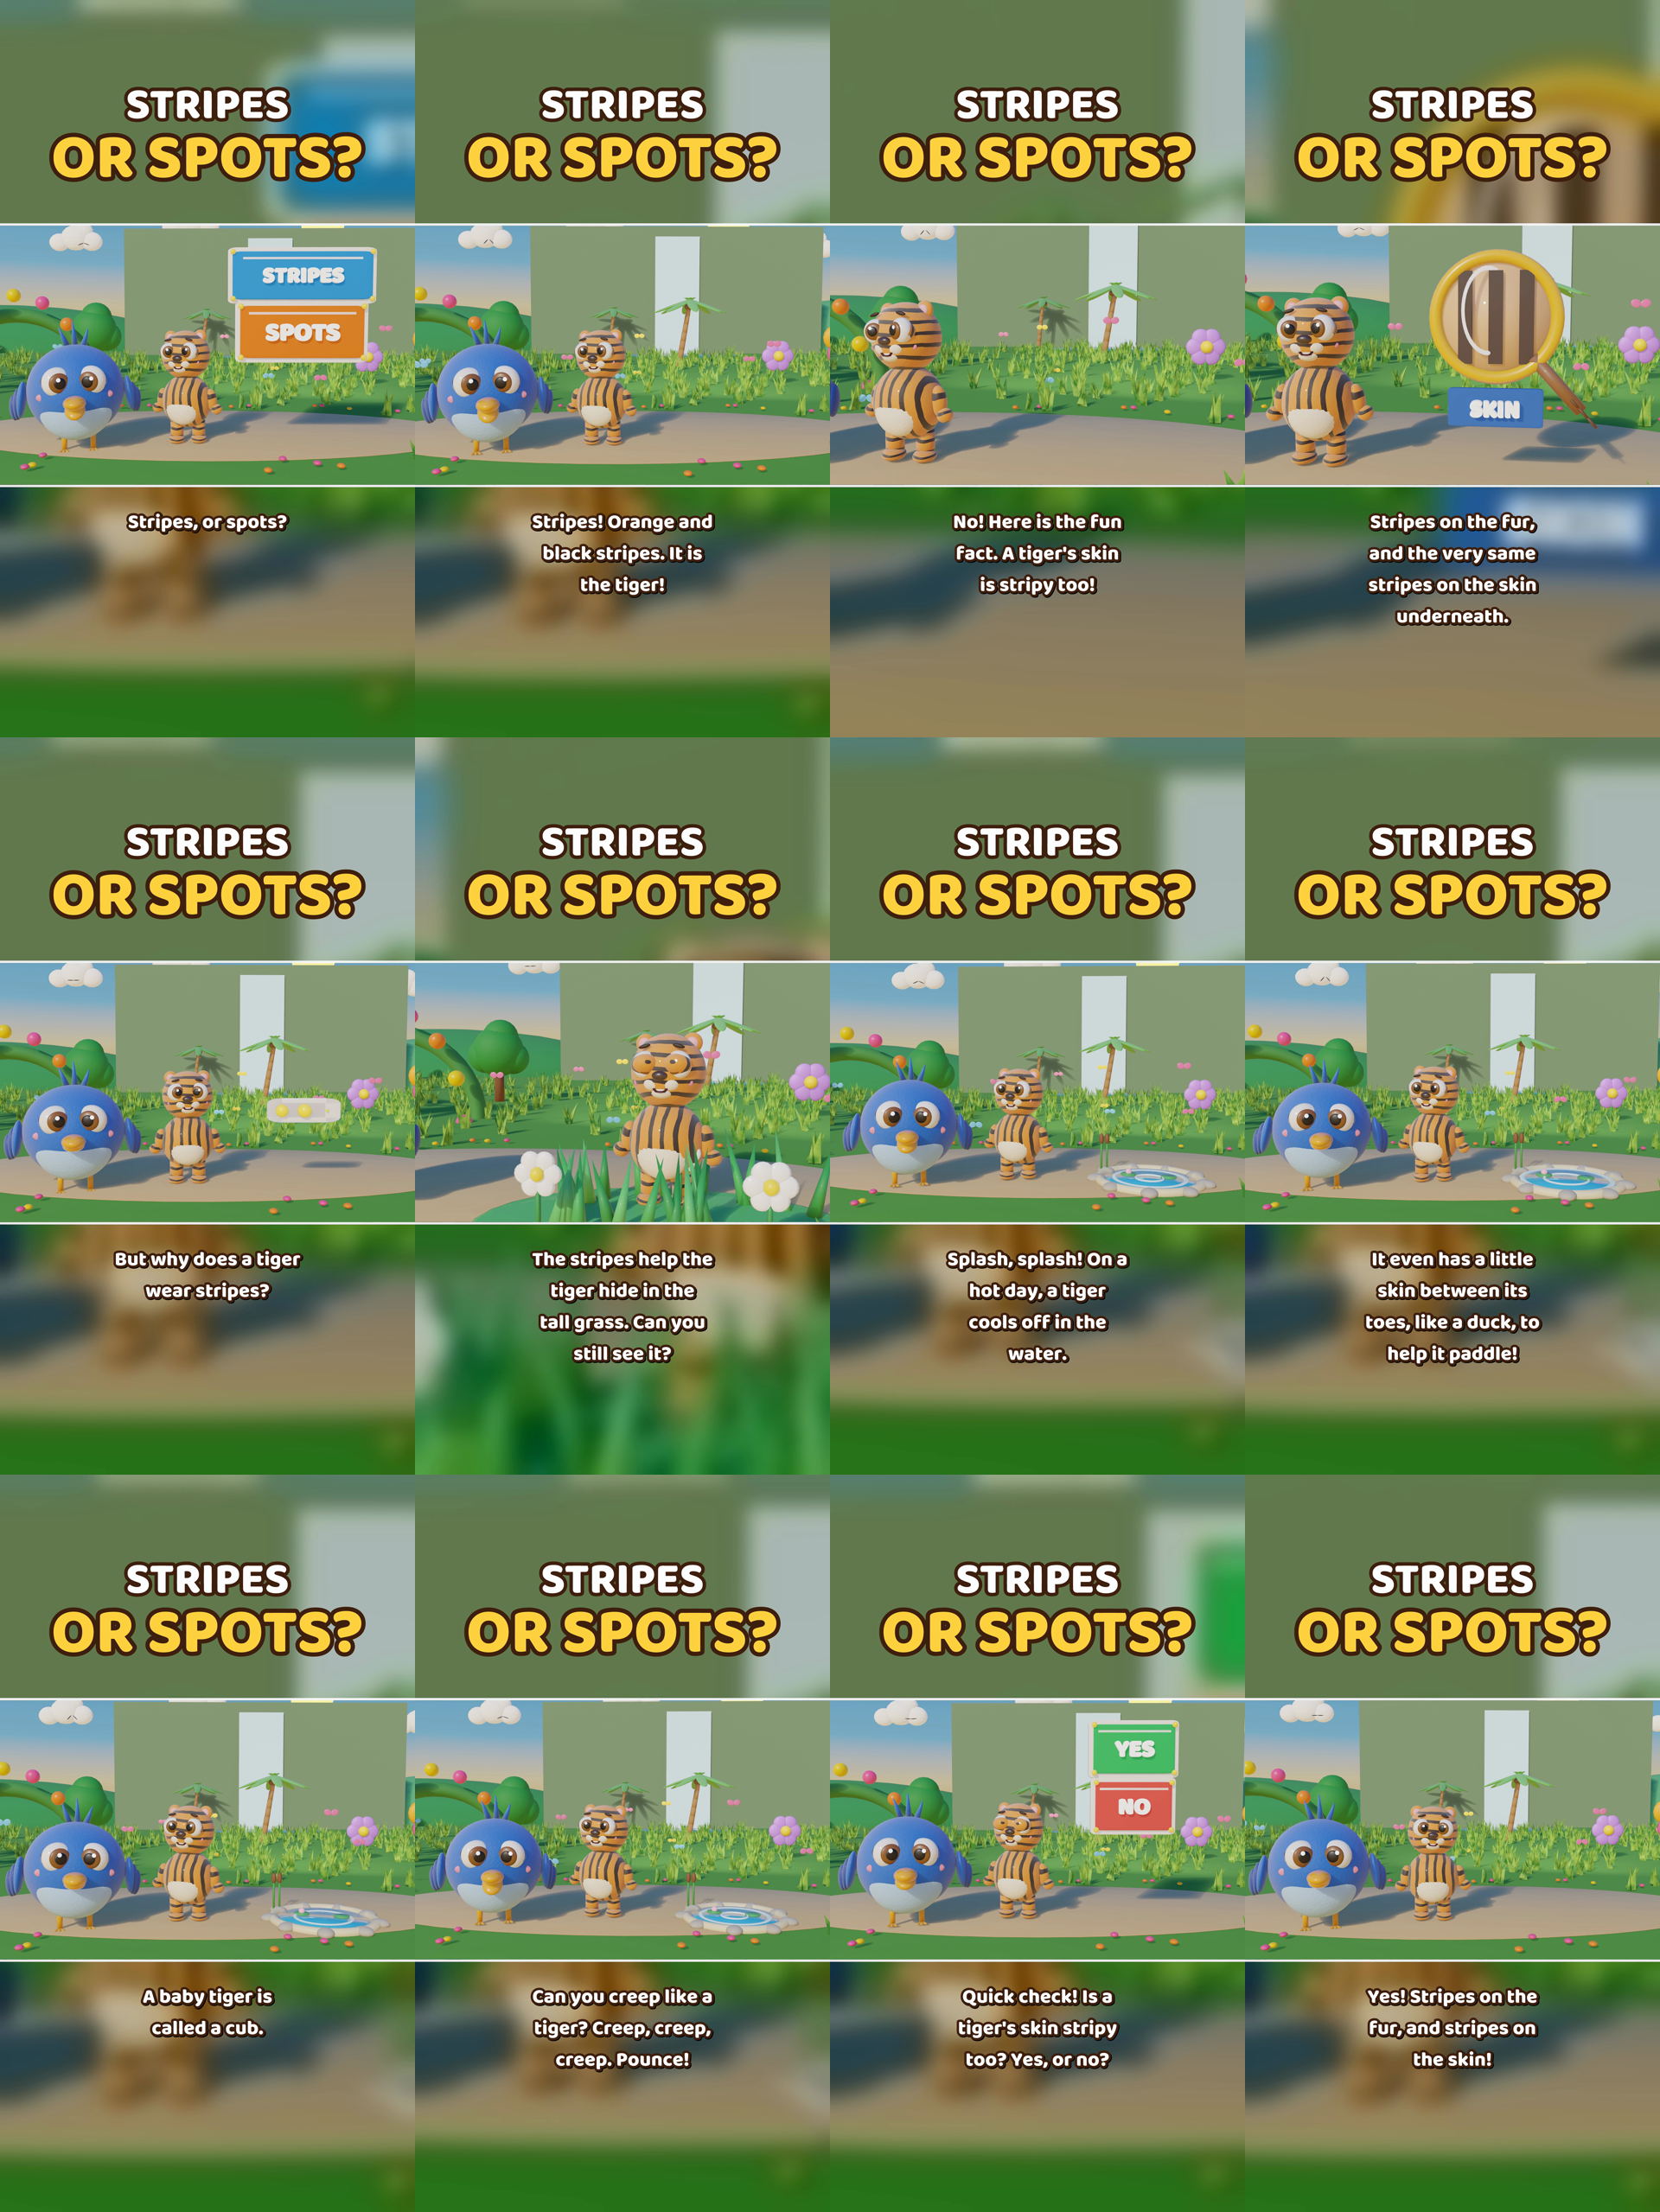 STRIPES
OR SPOTS?
STRIPES
OR SPOTS?
STRIPES
OR SPOTS?
STRIPES
OR SPOTS?
STRIPES
SPOTS
SKIN
Stripes, or spots?
Stripes! Orange and
black stripes. It is
the tiger!
No! Here is the fun
fact. A tiger's skin
is stripy too!
Stripes on the fur,
and the very same
stripes on the skin
underneath.
STRIPES
OR SPOTS?
STRIPES
OR SPOTS?
STRIPES
OR SPOTS?
STRIPES
OR SPOTS?
But why does a tiger
wear stripes?
The stripes help the
tiger hide in the
tall grass. Can you
still see it?
Splash, splash! On a
hot day, a tiger
cools off in the
water.
It even has a little
skin between its
toes, like a duck, to
help it paddle!
STRIPES
OR SPOTS?
STRIPES
OR SPOTS?
STRIPES
OR SPOTS?
STRIPES
OR SPOTS?
YES
NO
A baby tiger is
called a cub.
Can you creep like a
tiger? Creep, creep,
creep. Pounce!
Quick check! Is a
tiger's skin stripy
too? Yes, or no?
Yes! Stripes on the
fur, and stripes on
the skin!